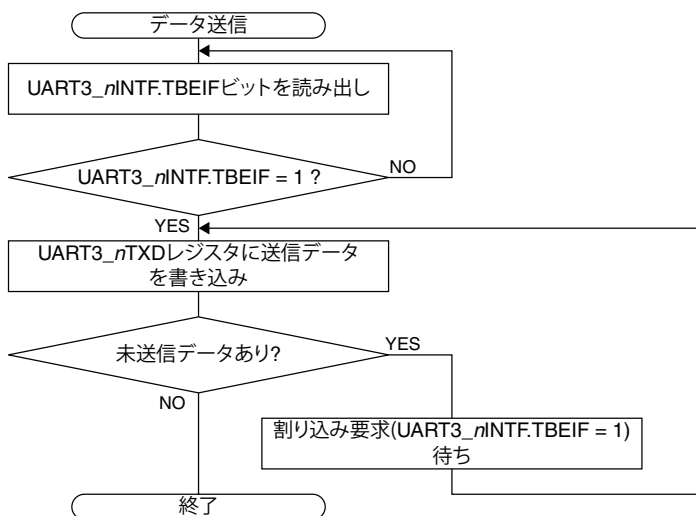 データ送信
UART3_nINTF.TBEIFビットを読み出し
UART3_nINTF.TBEIF = 1 ?
NO
YES
UART3_nTXDレジスタに送信データ
を書き込み
未送信データあり?
YES
NO
割り込み要求(UART3_nINTF.TBEIF = 1)
待ち
終了